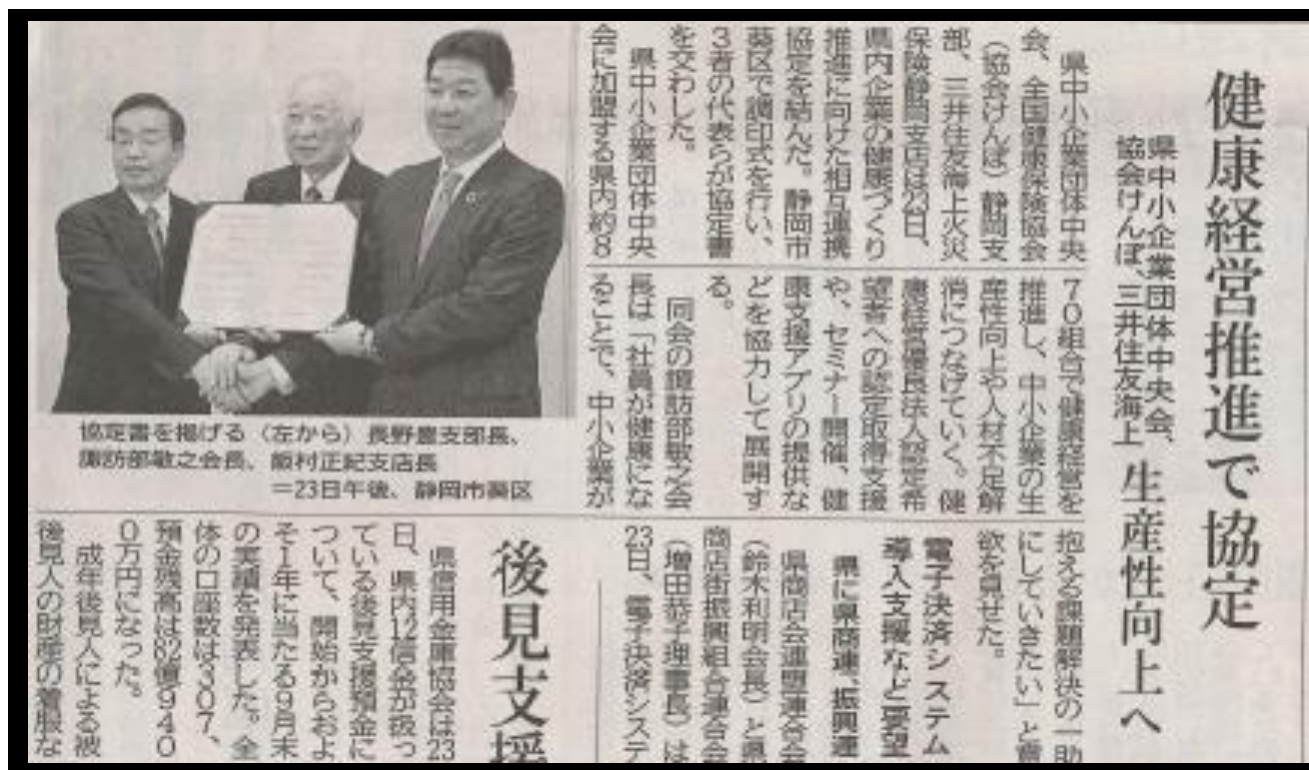 健康経営推進で協定
県中小企業団体中央会、
協会けんぽ、三井住友海上
生産性向上へ
県中小企業団体中央
会、全国健康保険協会
(協会けんぽ)静岡支
部、三井住友海上火災
保険静岡支店は23日、
県内企業の健康づくり
推進に向けた相互連携
協定を結んだ。静岡市
葵区で調印式を行い、
3者の代表らが協定書
を交わした。
県中小企業団体中央
会に加盟する県内約8
70組合で健康経営を
推進し、中小企業の生
産性向上や人材不足解
消につなげていく。健
康経営優良法人認定希
望者への認定取得支援
や、セミナー開催、健
康支援アプリの提供な
どを協力して展開す
る。
同会の諏訪部敏之会
長は「社員が健康にな
ることで、中小企業が
抱える課題解決の一助
にしていきたい」と意
欲を見せた。
協定書を掲げる(左から)長野豊支部長、
諏訪部敏之会長、飯村正紀支店長
=23日午後、静岡市葵区
電子決済システム
導入支援など要望
県に県商連、振興連
県商店会連盟連合会
(鈴木利明会長)と県
商店街振興組合連合会
(増田恭子理事長)は
23日、電子決済システ
後見支援
県信用金庫協会は23
日、県内12信金が扱っ
ている後見支援預金に
ついて、開始からおよ
そ1年に当たる9月末
の実績を発表した。全
体の口座数は307、
預金残高は82億940
0万円になった。
成年後見人による被
後見人の財産の着服な